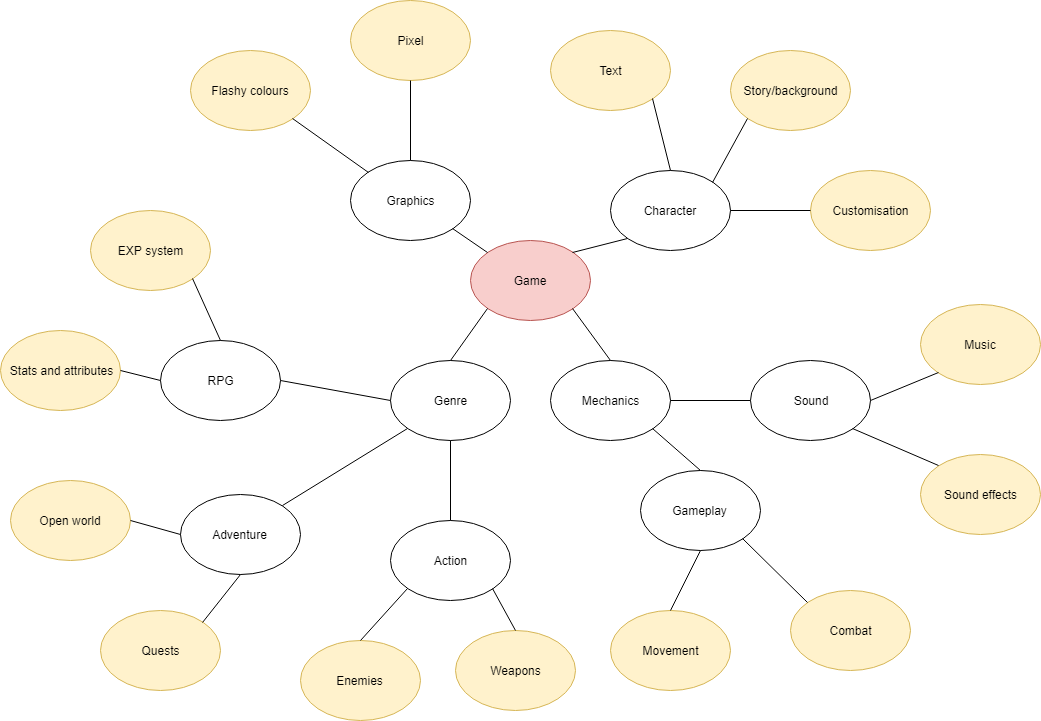 Pixel
Text
Flashy colours
Story/background
Graphics
Character
Customisation
EXP system
Game
Music
Stats and attributes
RPG
Genre
Mechanics
Sound
Sound effects
Gameplay
Open world
Adventure
Action
Combat
Quests
Movement
Weapons
Enemies